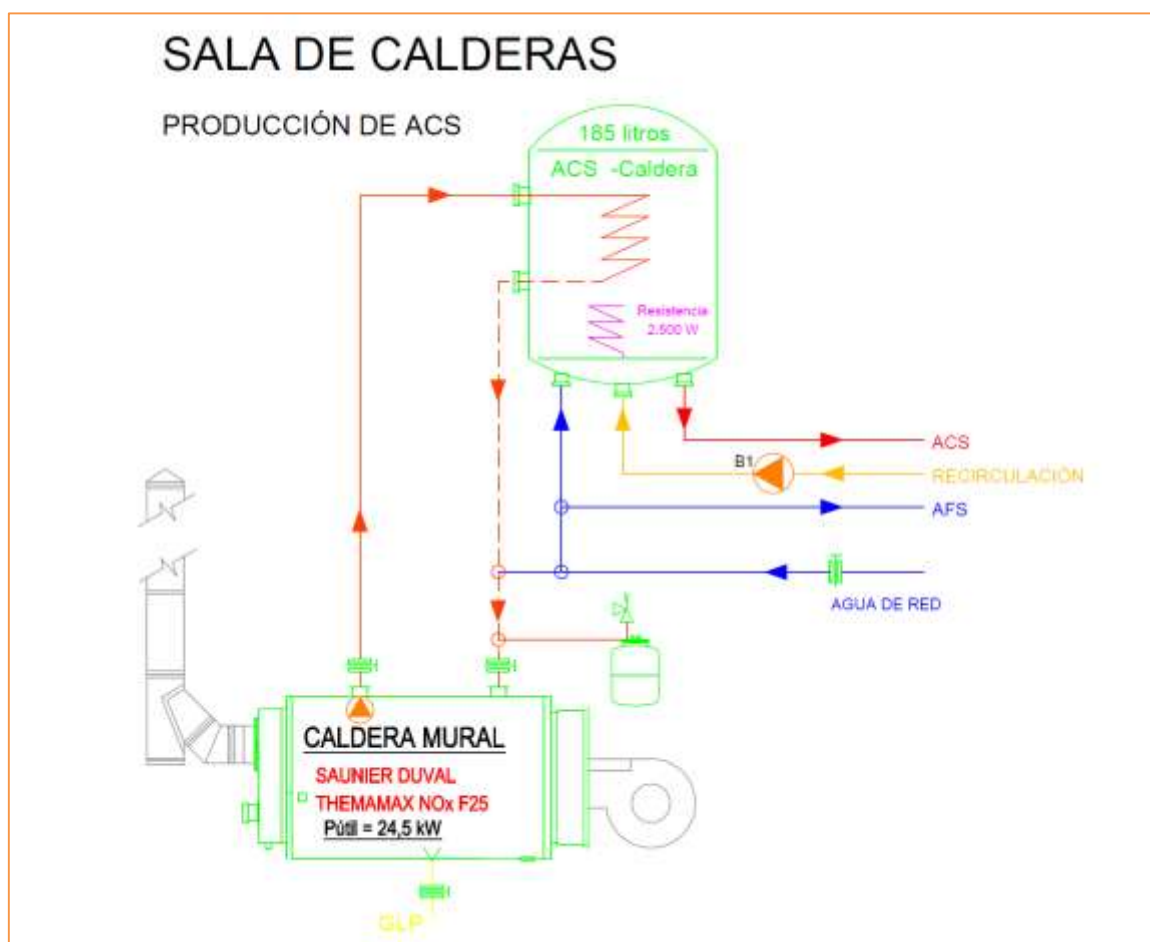 SALA DE CALDERAS
PRODUCCIÓN DE ACS
185 litros
ACS -Caldera
Resistencia
2.500 W
ACS
B1
RECIRCULACIÓN
AFS
AGUA DE RED
CALDERA MURAL
SAUNIER DUVAL
THEMAMAX NOx F25
Pútil = 24,5 kW
GLP